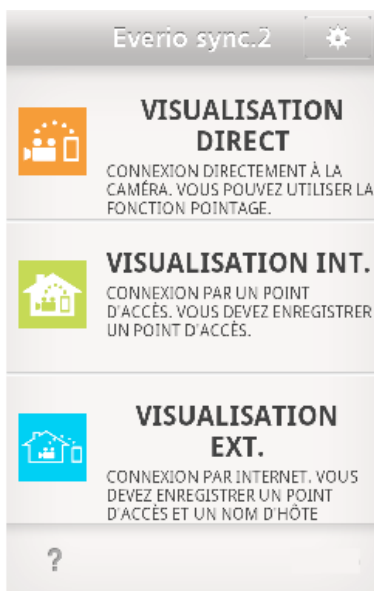 Everio sync.2
VISUALISATION
DIRECT
CONNEXION DIRECTEMENT À LA
CAMÉRA. VOUS POUVEZ UTILISER LA
FONCTION POINTAGE.
VISUALISATION INT.
CONNEXION PAR UN POINT
D'ACCÈS. VOUS DEVEZ ENREGISTRER
UN POINT D'ACCÈS.
VISUALISATION
EXT.
CONNEXION PAR INTERNET. VOUS
DEVEZ ENREGISTRER UN POINT
D'ACCÈS ET UN NOM D'HÔTE
?